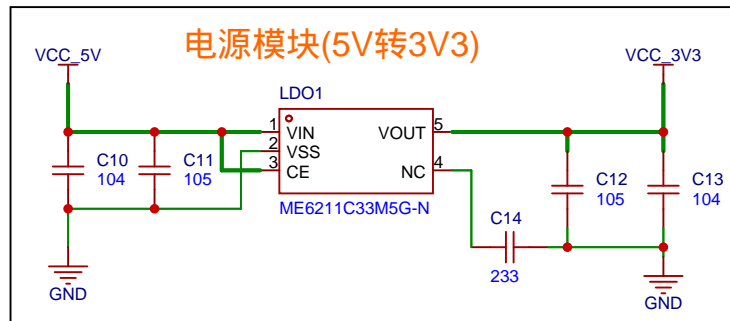 电源模块(5V转3V3)
VCC_5V
VCC_3V3
LDO1
1 VIN VOUT 5
2 VSS
3 CE NC 4
C10
104
C11
105
ME6211C33M5G-N
C12
105
C13
104
C14
233
GND
GND